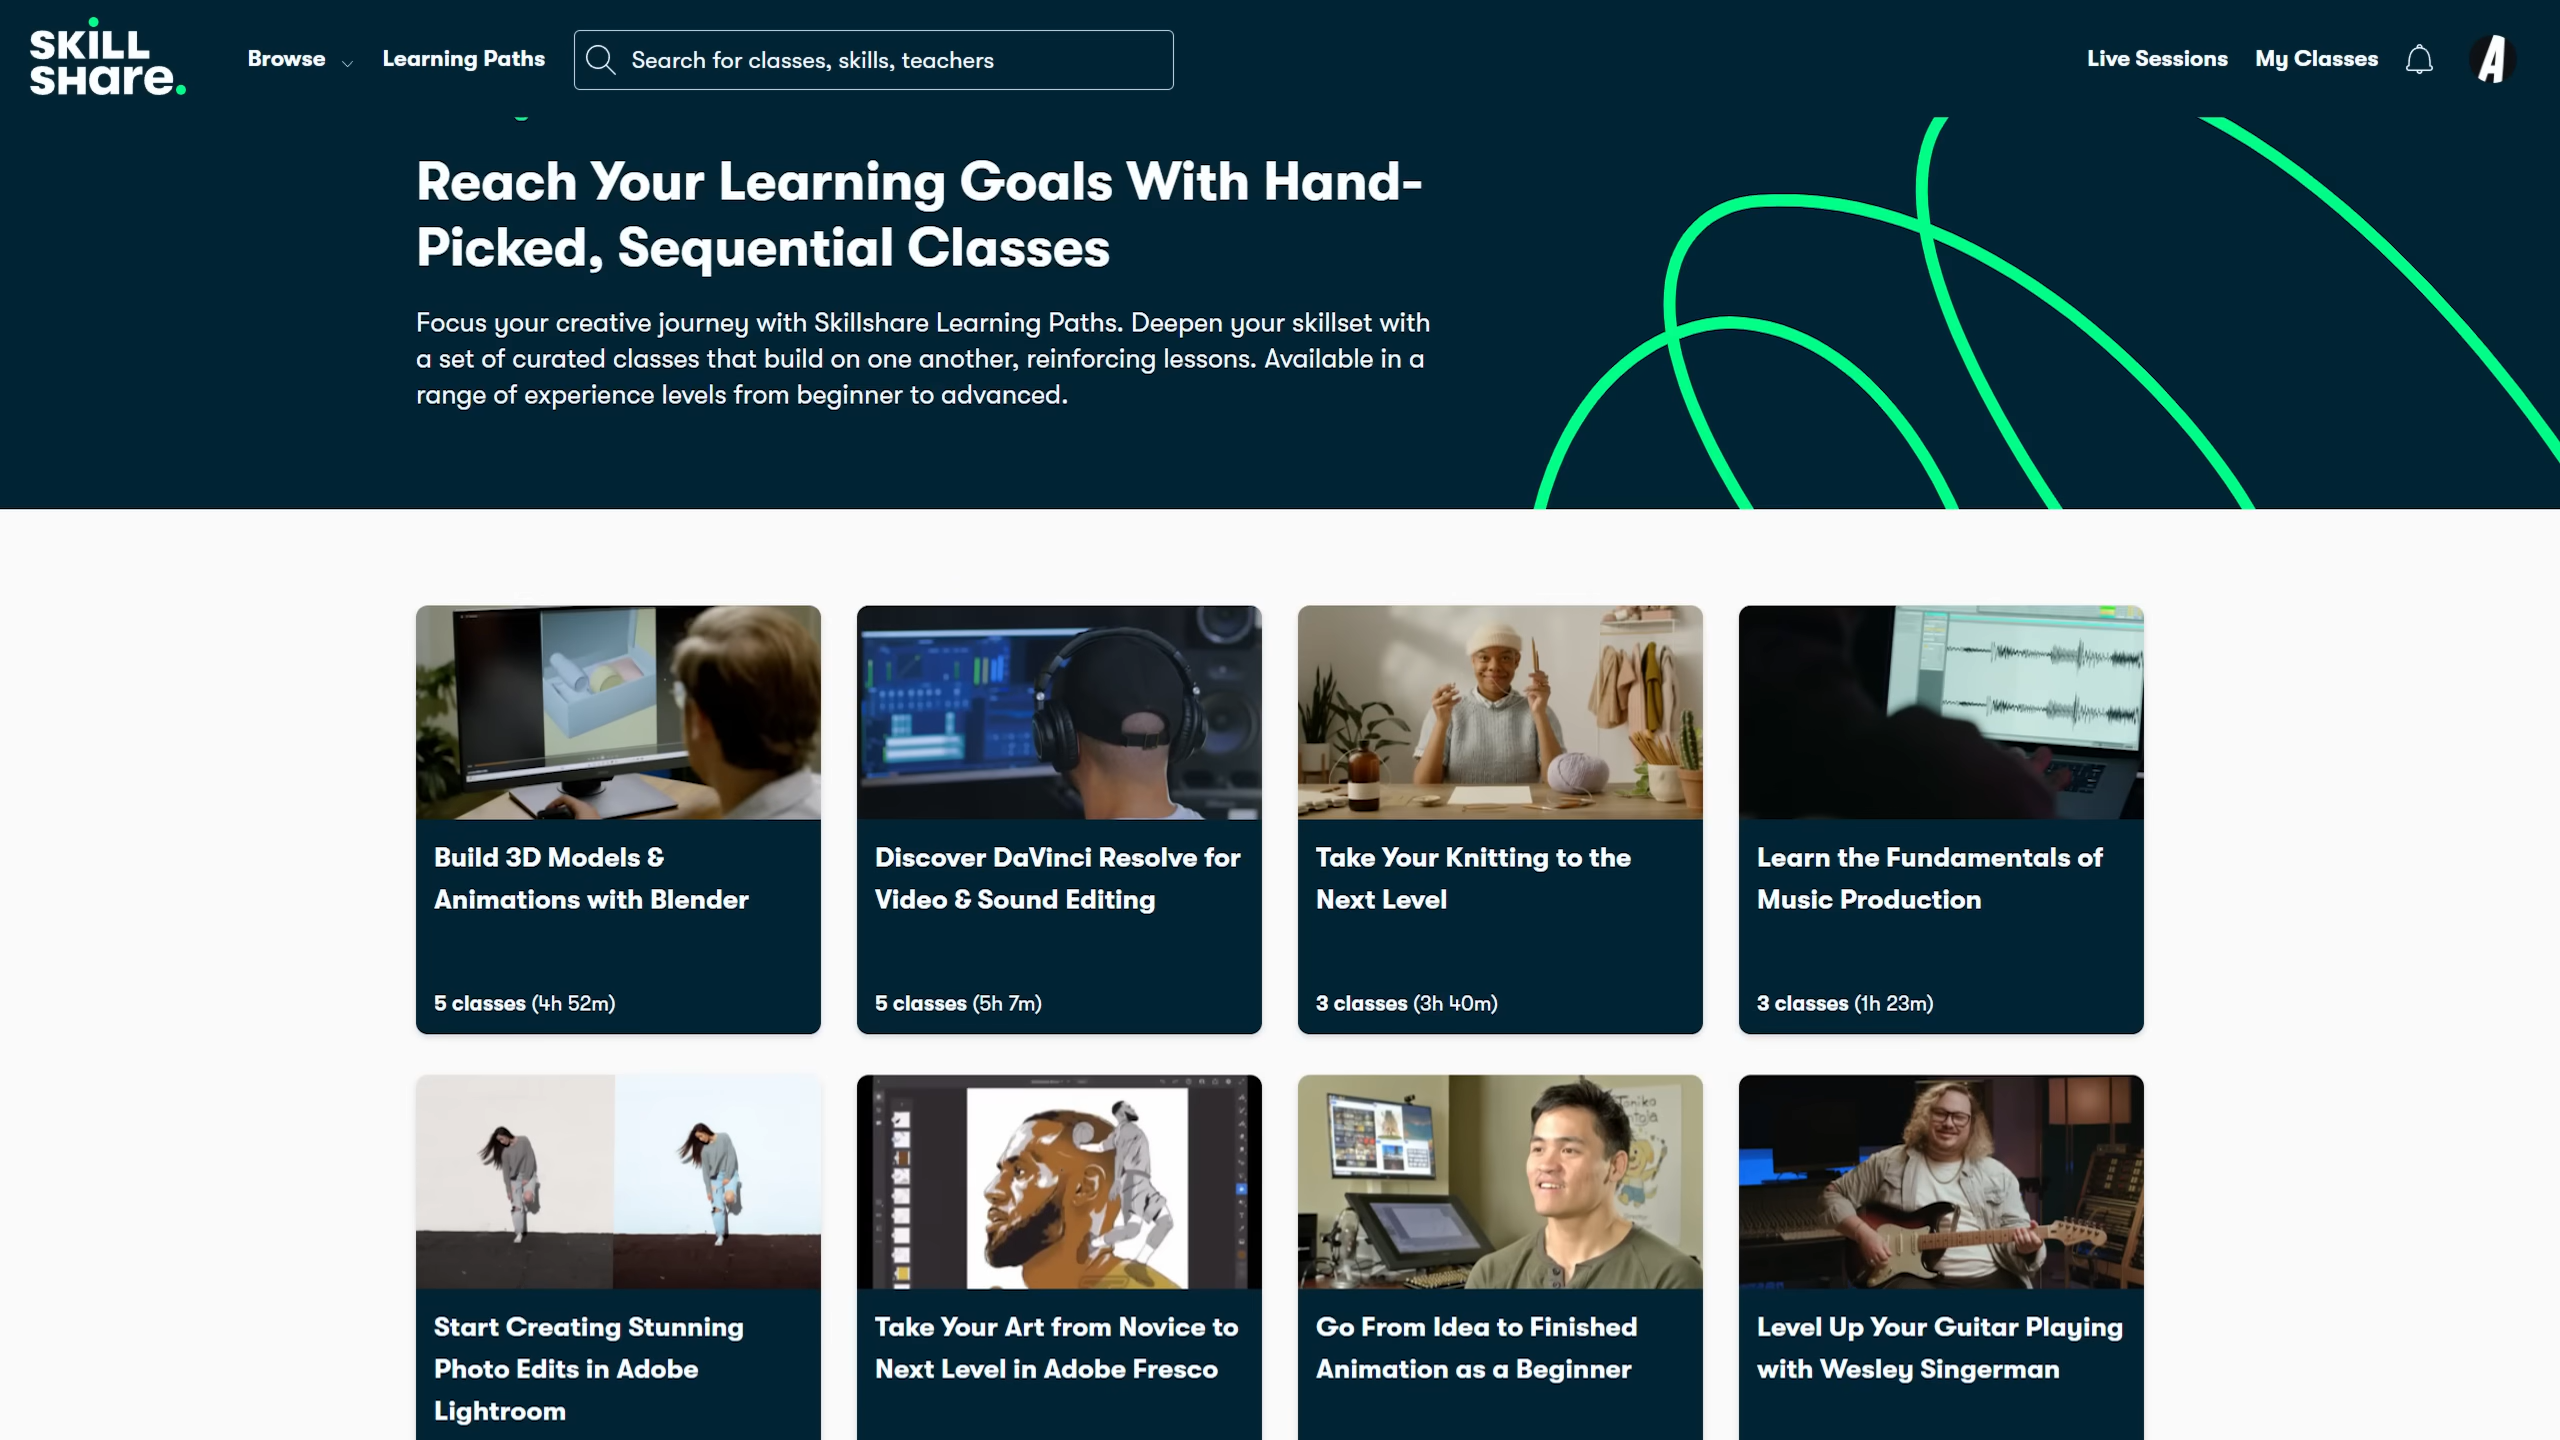 SKILL
SHare.
Browse
Learning Paths
Search for classes, skills, teachers
Live Sessions
My Classes
A
Reach Your Learning Goals With Hand-
Picked, Sequential Classes
Focus your creative journey with Skillshare Learning Paths. Deepen your skillset with
a set of curated classes that build on one another, reinforcing lessons. Available in a
range of experience levels from beginner to advanced.
Build 3D Models &
Animations with Blender
5 classes (4h 52m)
Discover DaVinci Resolve for
Video & Sound Editing
5 classes (5h 7m)
Take Your Knitting to the
Next Level
3 classes (3h 40m)
Learn the Fundamentals of
Music Production
3 classes (1h 23m)
Start Creating Stunning
Photo Edits in Adobe
Lightroom
Take Your Art from Novice to
Next Level in Adobe Fresco
Go From Idea to Finished
Animation as a Beginner
Level Up Your Guitar Playing
with Wesley Singerman